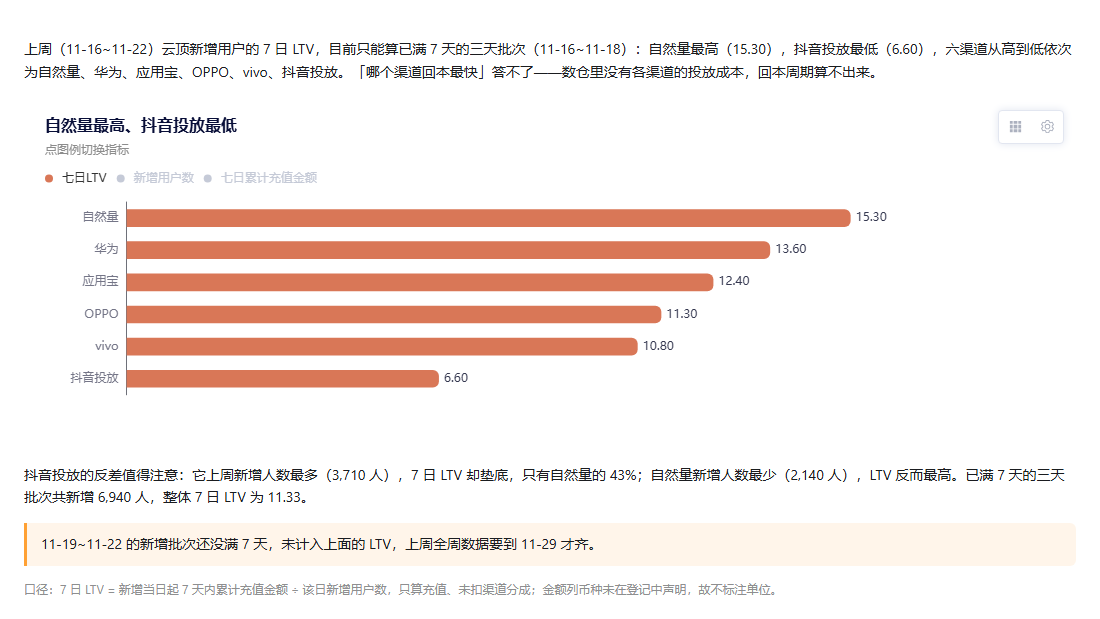 上周（11-16~11-22）云顶新增用户的 7 日 LTV，目前只能算已满 7 天的三天批次（11-16~11-18）：自然量最高（15.30），抖音投放最低（6.60），六渠道从高到低依次
为自然量、华为、应用宝、OPPO、vivo、抖音投放。「哪个渠道回本最快」答不了——数仓里没有各渠道的投放成本，回本周期算不出来。
自然量最高、抖音投放最低
点图例切换指标
七日LTV 新增用户数 七日累计充值金额
自然量 15.30
华为 13.60
应用宝 12.40
OPPO 11.30
vivo 10.80
抖音投放 6.60
抖音投放的反差值得注意：它上周新增人数最多（3,710 人），7 日 LTV 却垫底，只有自然量的 43%；自然量新增人数最少（2,140 人），LTV 反而最高。已满 7 天的三天
批次共新增 6,940 人，整体 7 日 LTV 为 11.33。
11-19~11-22 的新增批次还没满 7 天，未计入上面的 LTV，上周全周数据要到 11-29 才齐。
口径：7 日 LTV = 新增当日起 7 天内累计充值金额 ÷ 该日新增用户数，只算充值、未扣渠道分成；金额列币种未在登记中声明，故不标注单位。